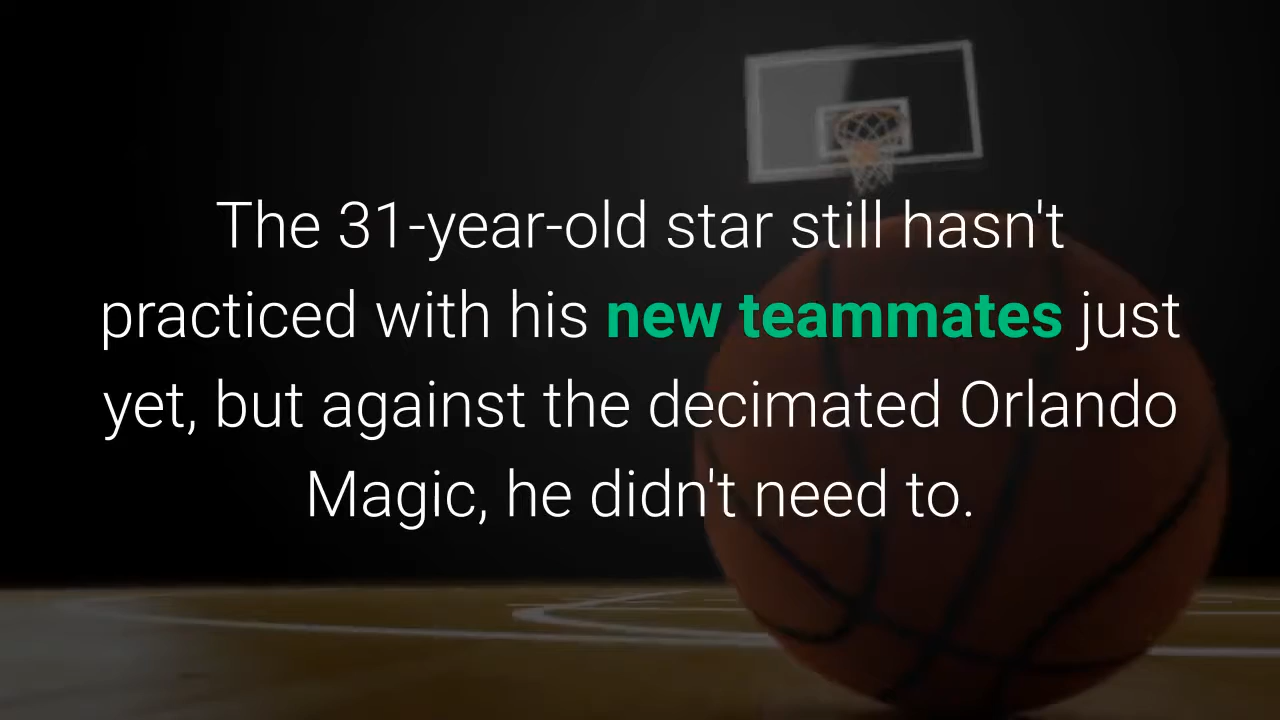 The 31-year-old star still hasn't
practiced with his new teammates just
yet, but against the decimated Orlando
Magic, he didn't need to.